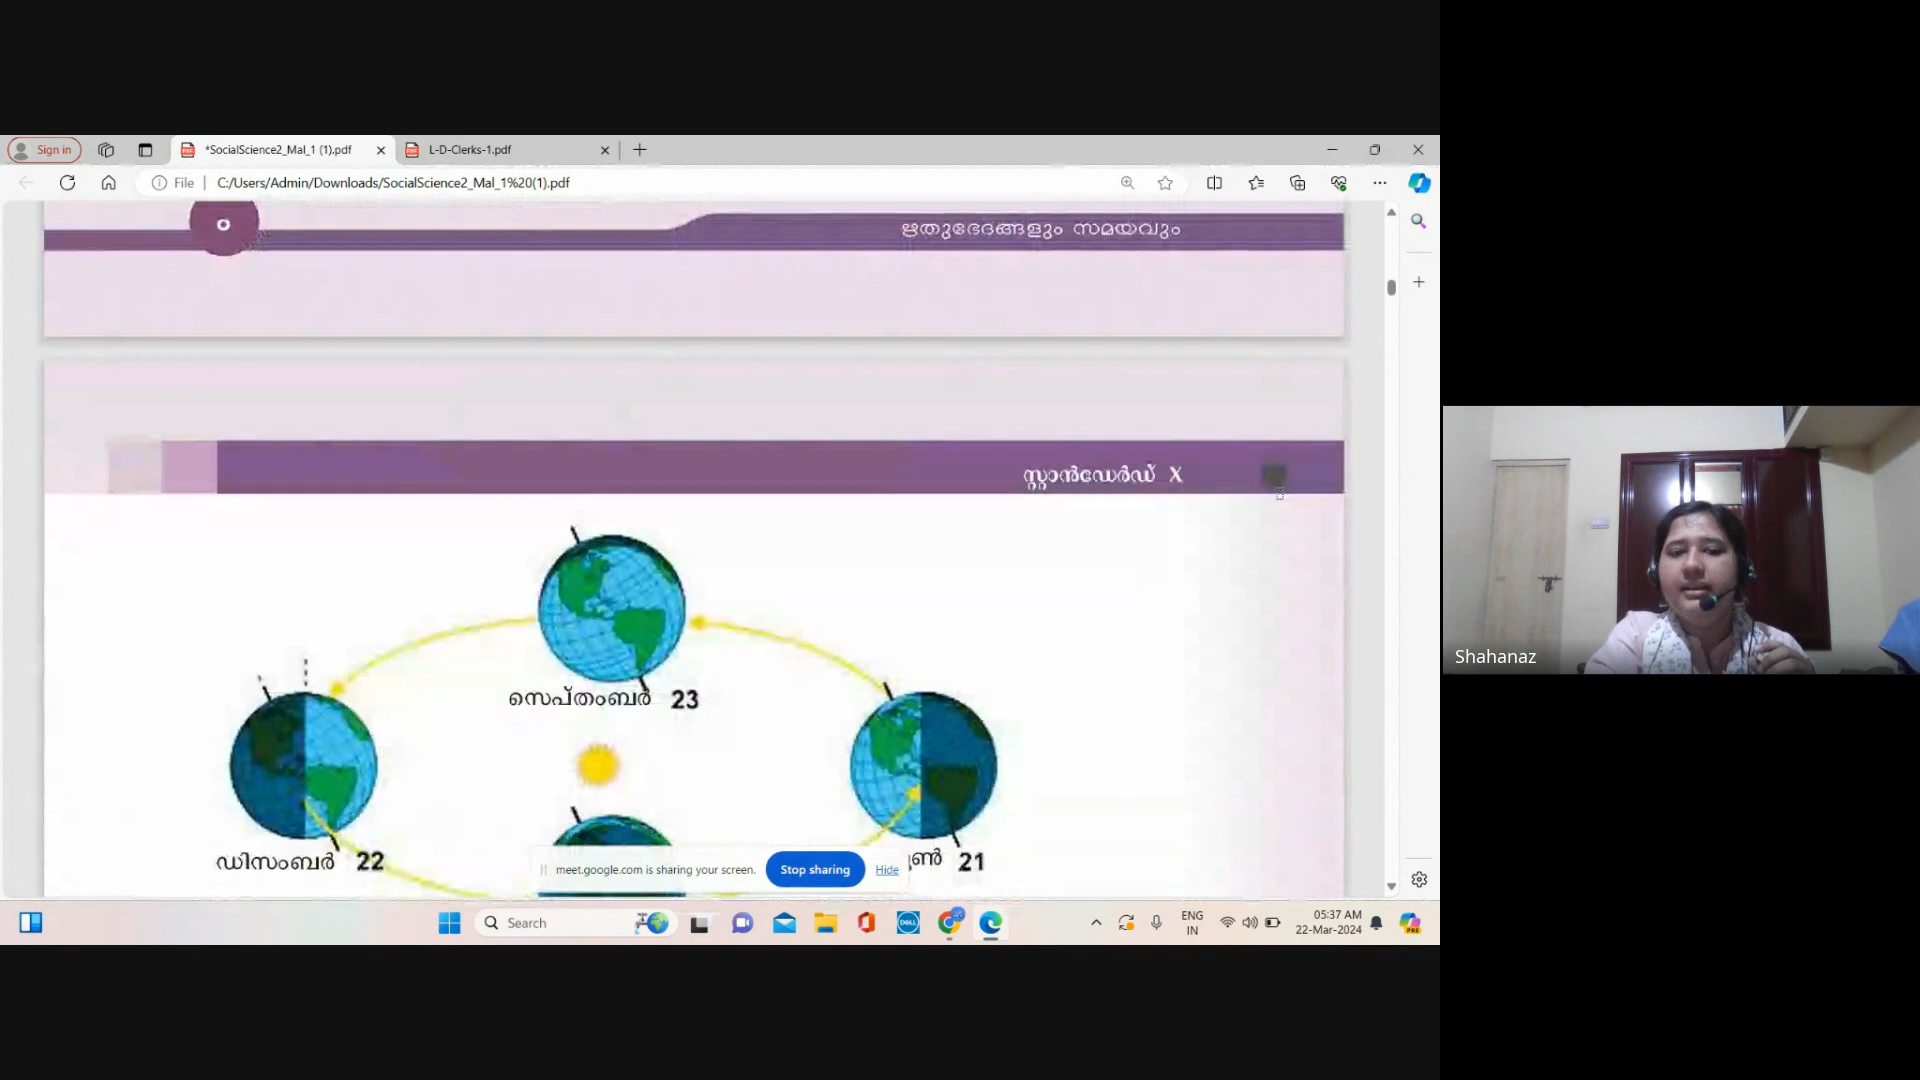 Sign in
*SocialScience2_Mal_1 (1).pdf
L-D-Clerks-1.pdf
File
C:/Users/Admin/Downloads/SocialScience2_Mal_1%20(1).pdf
ഠ
ഋതുഭേദങ്ങളും സമയവും
സ്റ്റാൻഡേർഡ് X
സെപ്തംബർ 23
ഡിസംബർ 22
21
meet.google.com is sharing your screen.
Stop sharing
Hide
Search
ENG
IN
05:37 AM
22-Mar-2024
Shahanaz